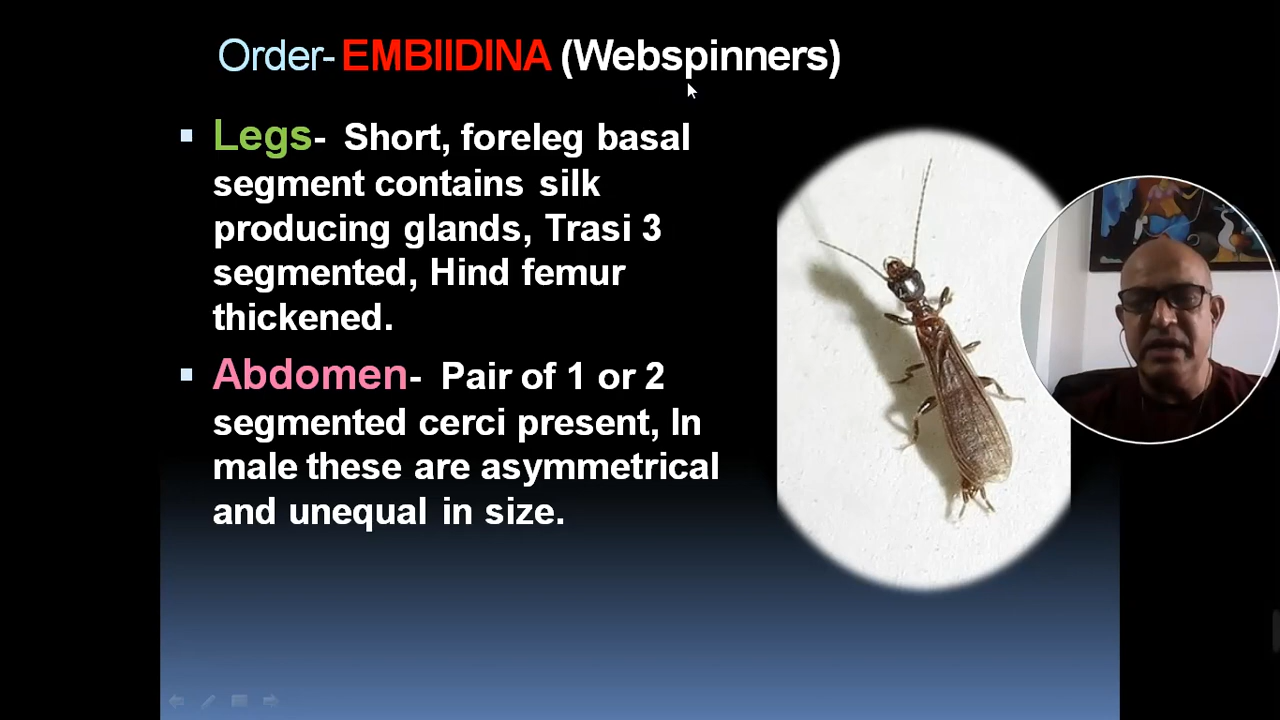 Order- EMBIIDINA (Webspinners)
Legs- Short, foreleg basal
segment contains silk
producing glands, Trasi 3
segmented, Hind femur
thickened.
Abdomen- Pair of 1 or 2
segmented cerci present, In
male these are asymmetrical
and unequal in size.